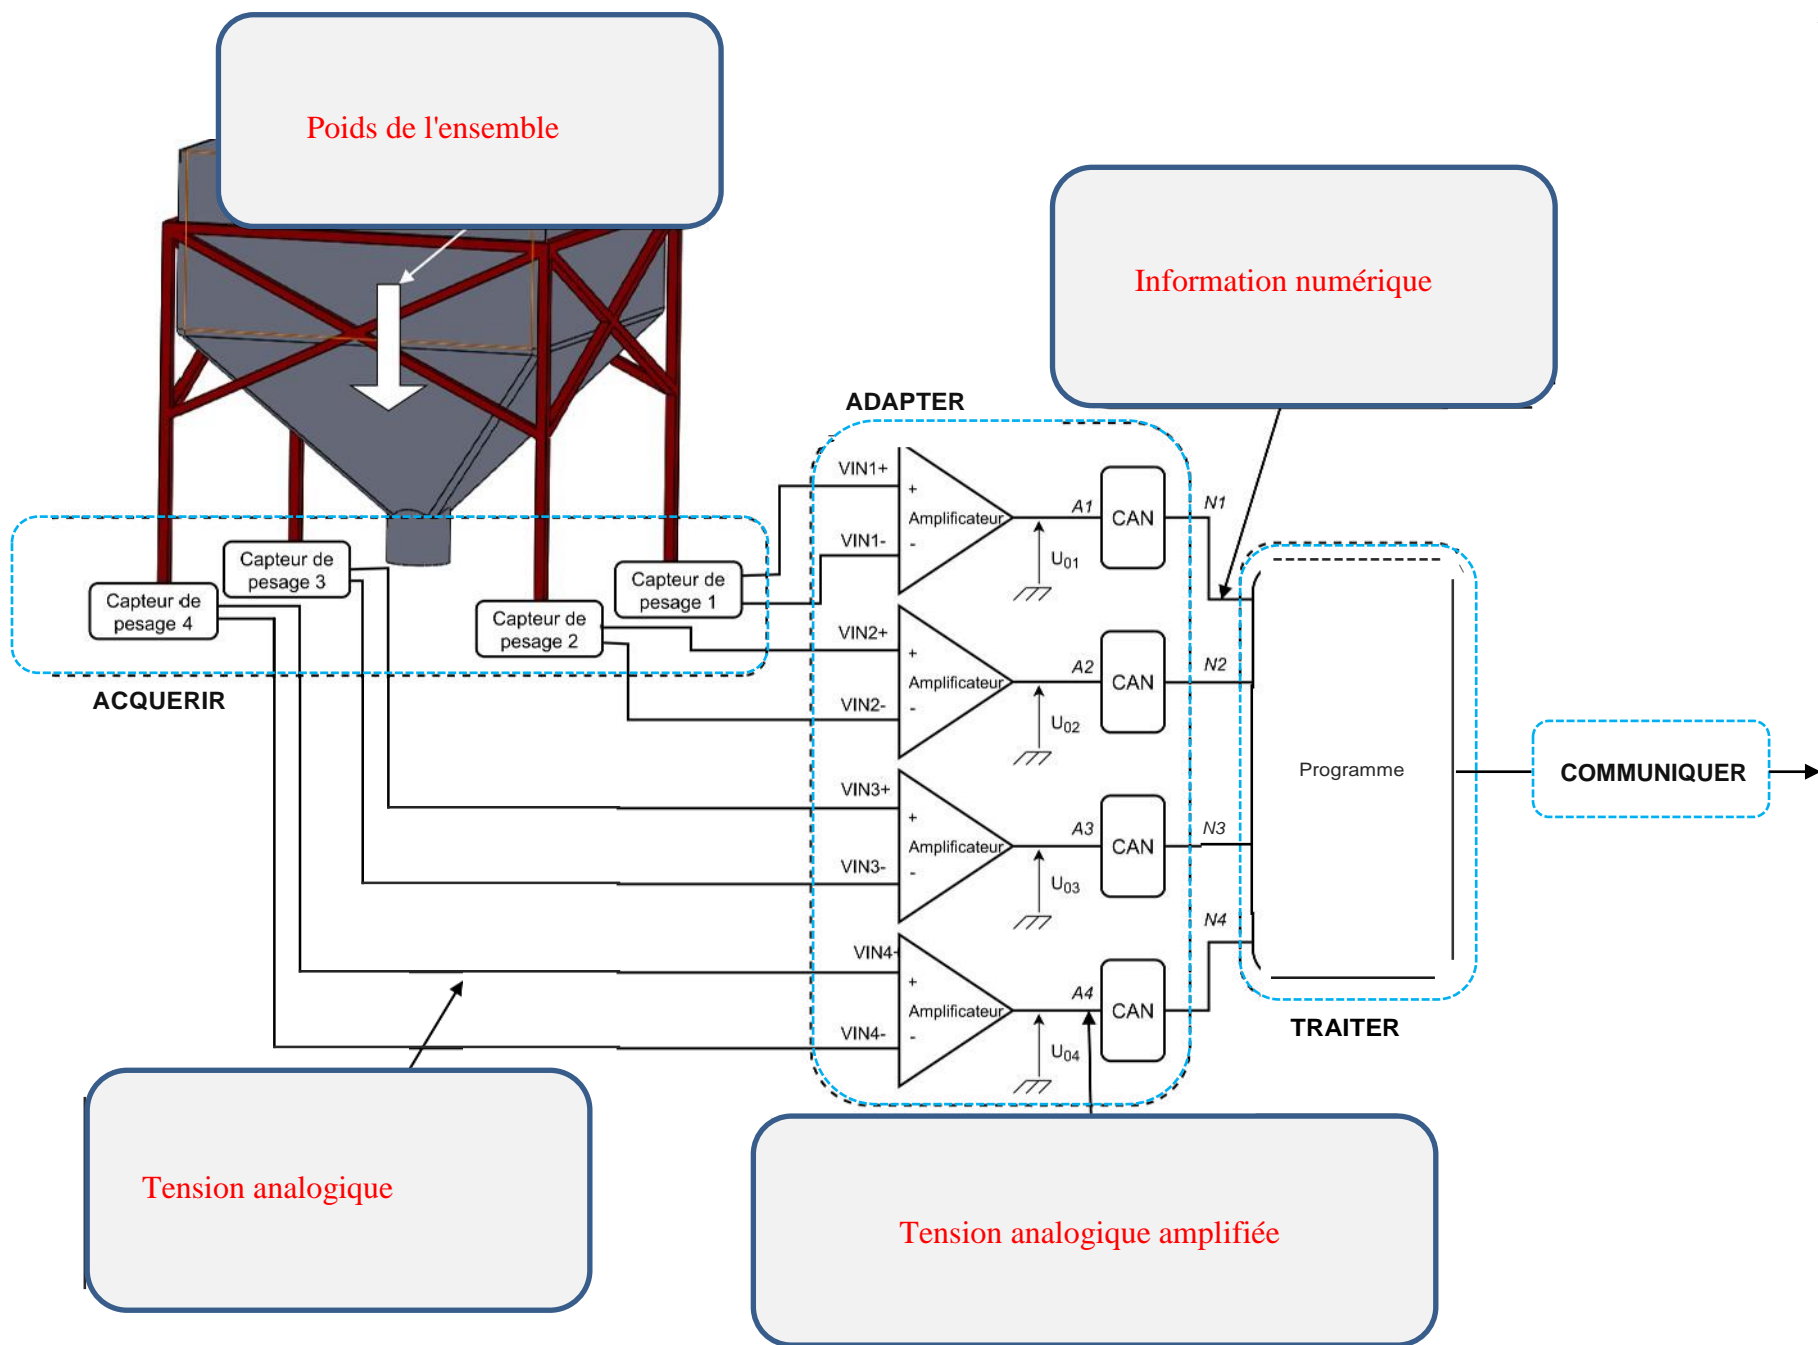 Poids de l'ensemble
Information numérique
ADAPTER
VIN1+
+
Amplificateur
-
VIN1-
A1
CAN
N1
U01
Capteur de
pesage 3
Capteur de
pesage 1
Capteur de
pesage 4
Capteur de
pesage 2
ACQUERIR
VIN2+
+
Amplificateur
-
VIN2-
A2
CAN
N2
U02
Programme
COMMUNIQUER
VIN3+
+
Amplificateur
-
VIN3-
A3
CAN
N3
U03
N4
VIN4+
+
Amplificateur
-
VIN4-
A4
CAN
U04
TRAITER
Tension analogique
Tension analogique amplifiée